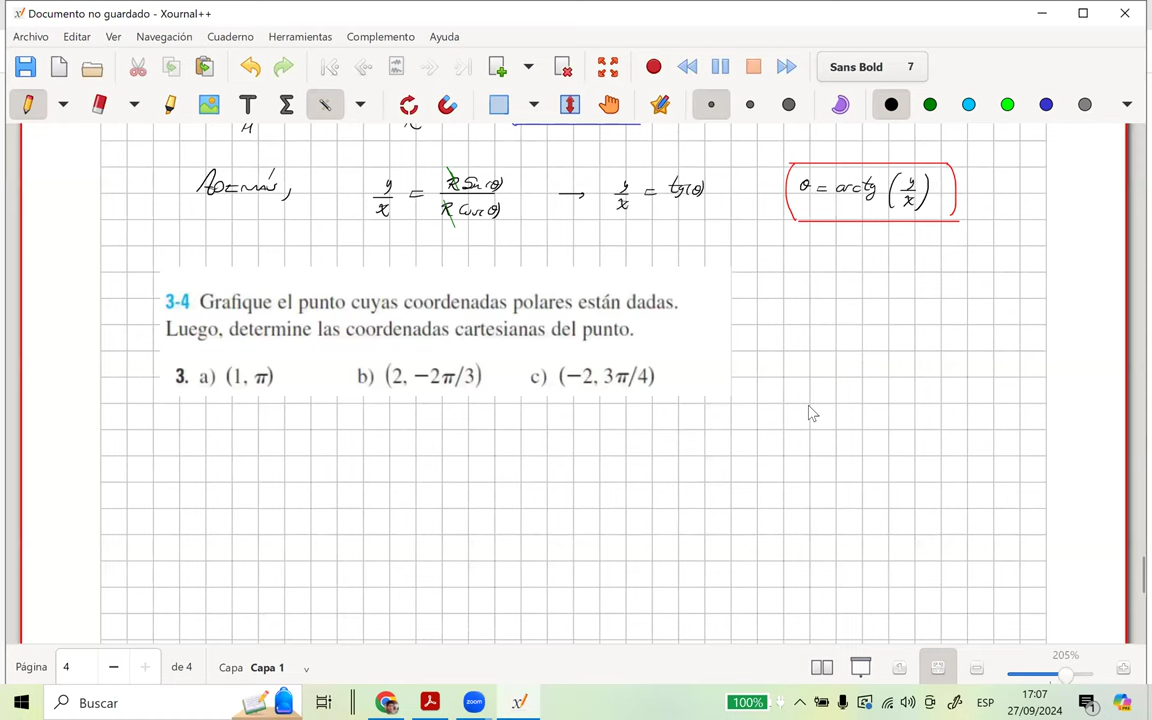 Documento no guardado - Xournal++
Archivo Editar Ver Navegación Cuaderno Herramientas Complemento Ayuda
Sans Bold 7
Además, y/x = R Sen(θ) / R Cos(θ) → y/x = tg(θ) θ = arctg (y/x)
3-4 Grafique el punto cuyas coordenadas polares están dadas.
Luego, determine las coordenadas cartesianas del punto.
3. a) (1, π) b) (2, −2π/3) c) (−2, 3π/4)
205%
Página 4 de 4 Capa Capa 1
Buscar
zoom
100%
ESP
17:07
27/09/2024
1